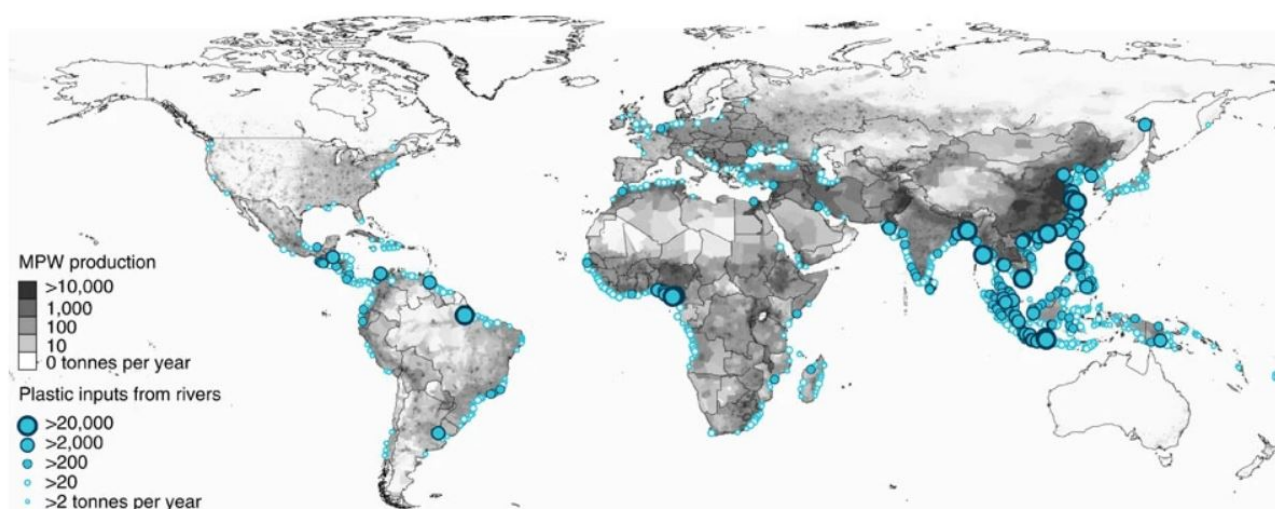 MPW production
>10,000
1,000
100
10
0 tonnes per year
Plastic inputs from rivers
>20,000
>2,000
>200
>20
>2 tonnes per year